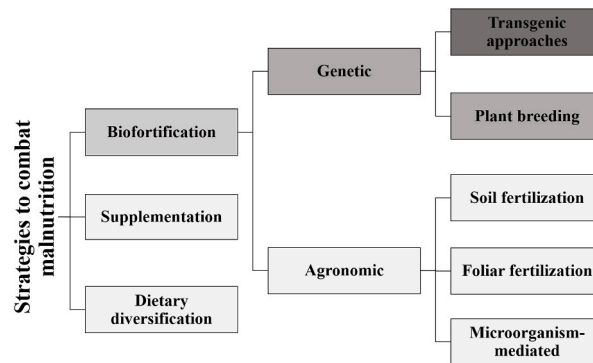 Strategies to combat
malnutrition
Biofortification
Supplementation
Dietary
diversification
Genetic
Agronomic
Transgenic
approaches
Plant breeding
Soil fertilization
Foliar fertilization
Microorganism-
mediated